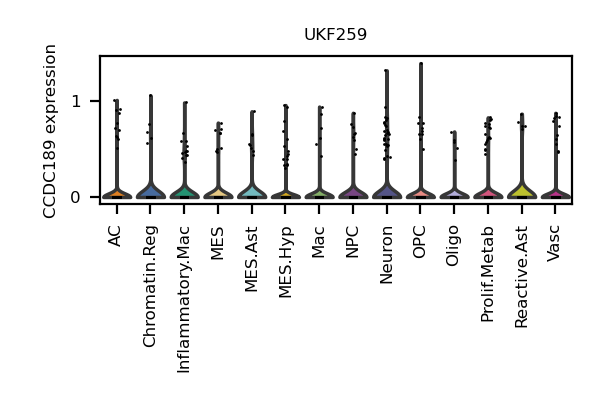 UKF259
CCDC189 expression
1
0
AC
Chromatin.Reg
Inflammatory.Mac
MES
MES.Ast
MES.Hyp
Mac
NPC
Neuron
OPC
Oligo
Prolif.Metab
Reactive.Ast
Vasc